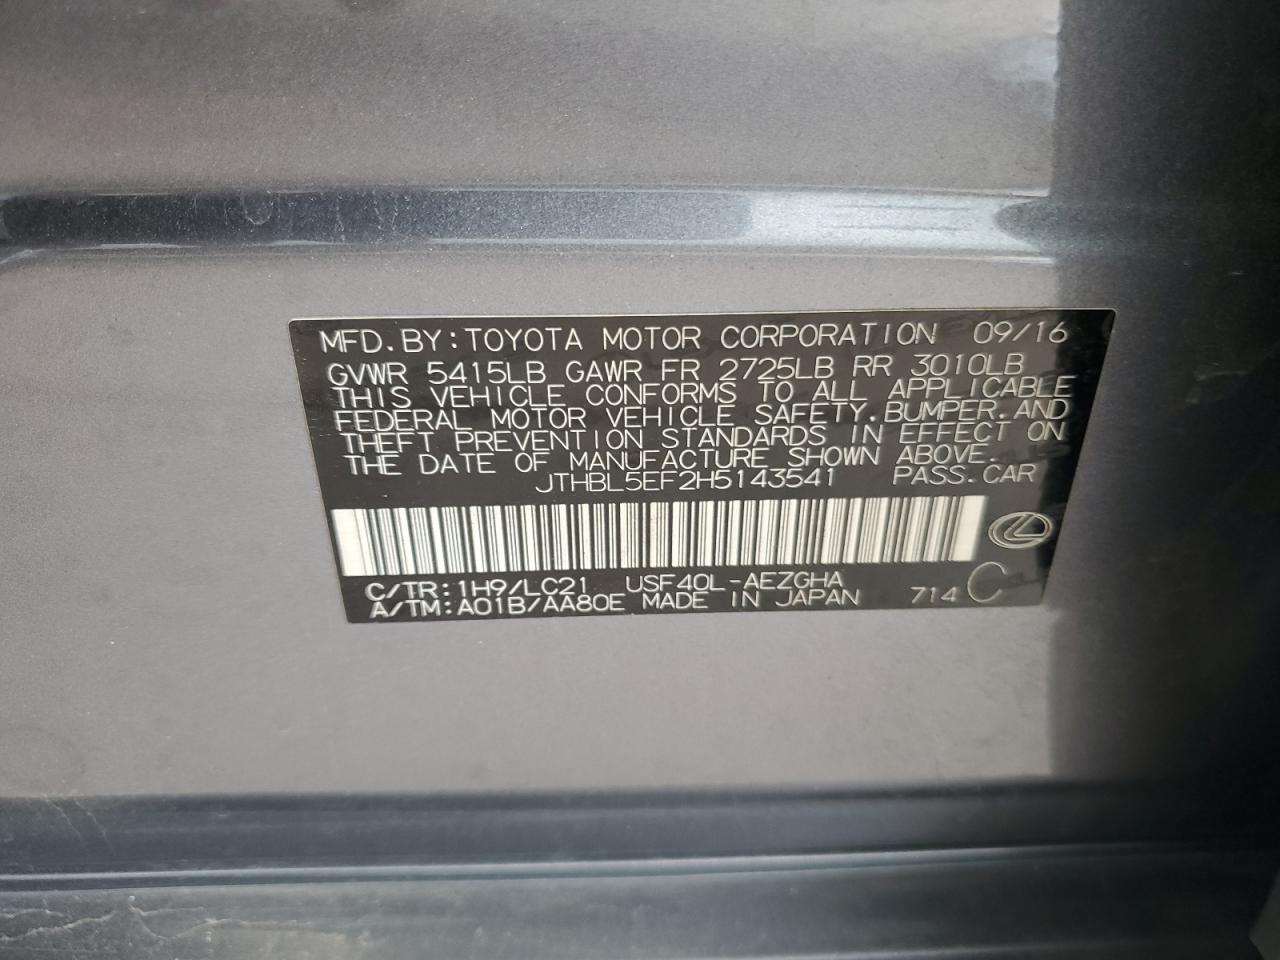 MFD.BY:TOYOTA MOTOR CORPORATION 09/16
GVWR 5415LB GAWR FR 2725LB RR 3010LB
THIS VEHICLE CONFORMS TO ALL APPLICABLE
FEDERAL MOTOR VEHICLE SAFETY,BUMPER,AND
THEFT PREVENTION STANDARDS IN EFFECT ON
THE DATE OF MANUFACTURE SHOWN ABOVE.
JTHBL5EF2H5143541 PASS.CAR
C/TR:1H9/LC21 USF40L-AEZGHA
A/TM:A01B/AA80E MADE IN JAPAN 714 C